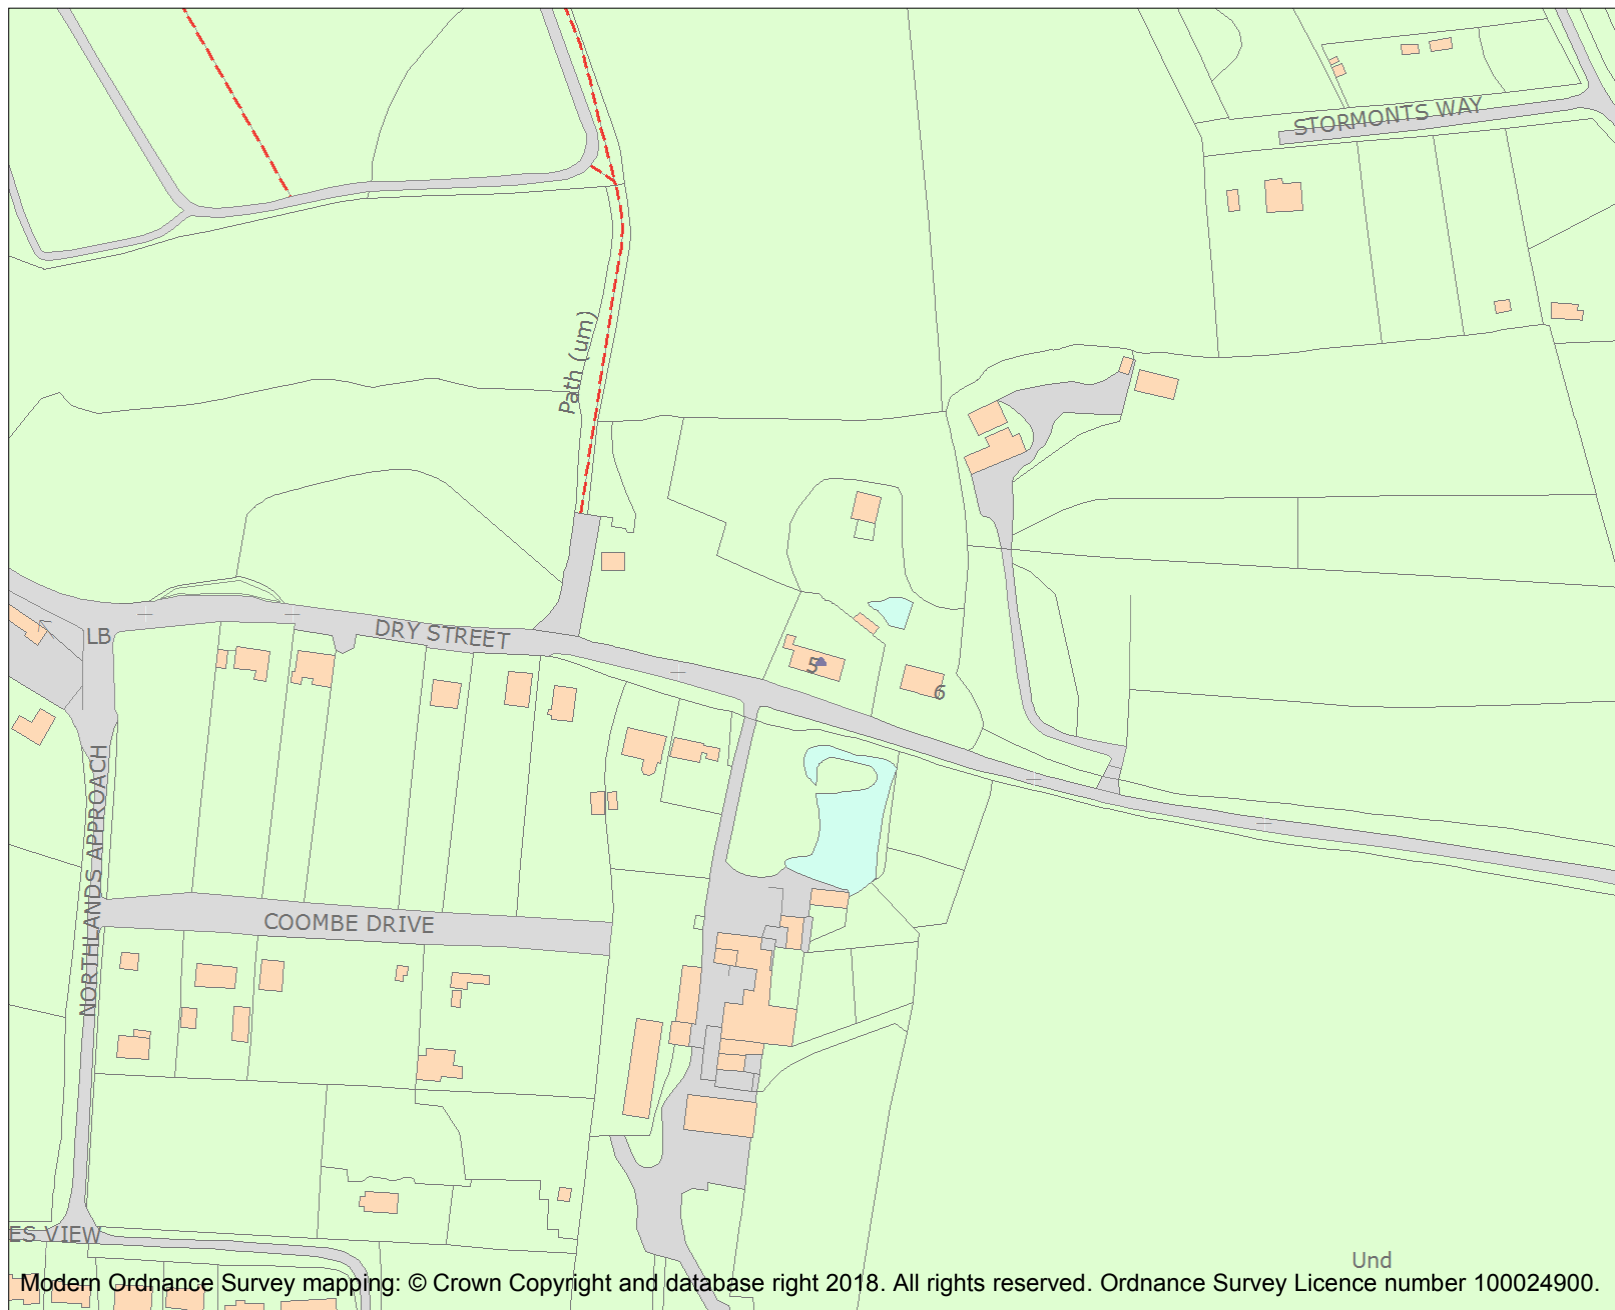 STORMONTS WAY
Path (um)
LB
DRY STREET
5
6
NORTHLANDS APPROACH
COOMBE DRIVE
ES VIEW
Und
Modern Ordnance Survey mapping: © Crown Copyright and database right 2018. All rights reserved. Ordnance Survey Licence number 100024900.